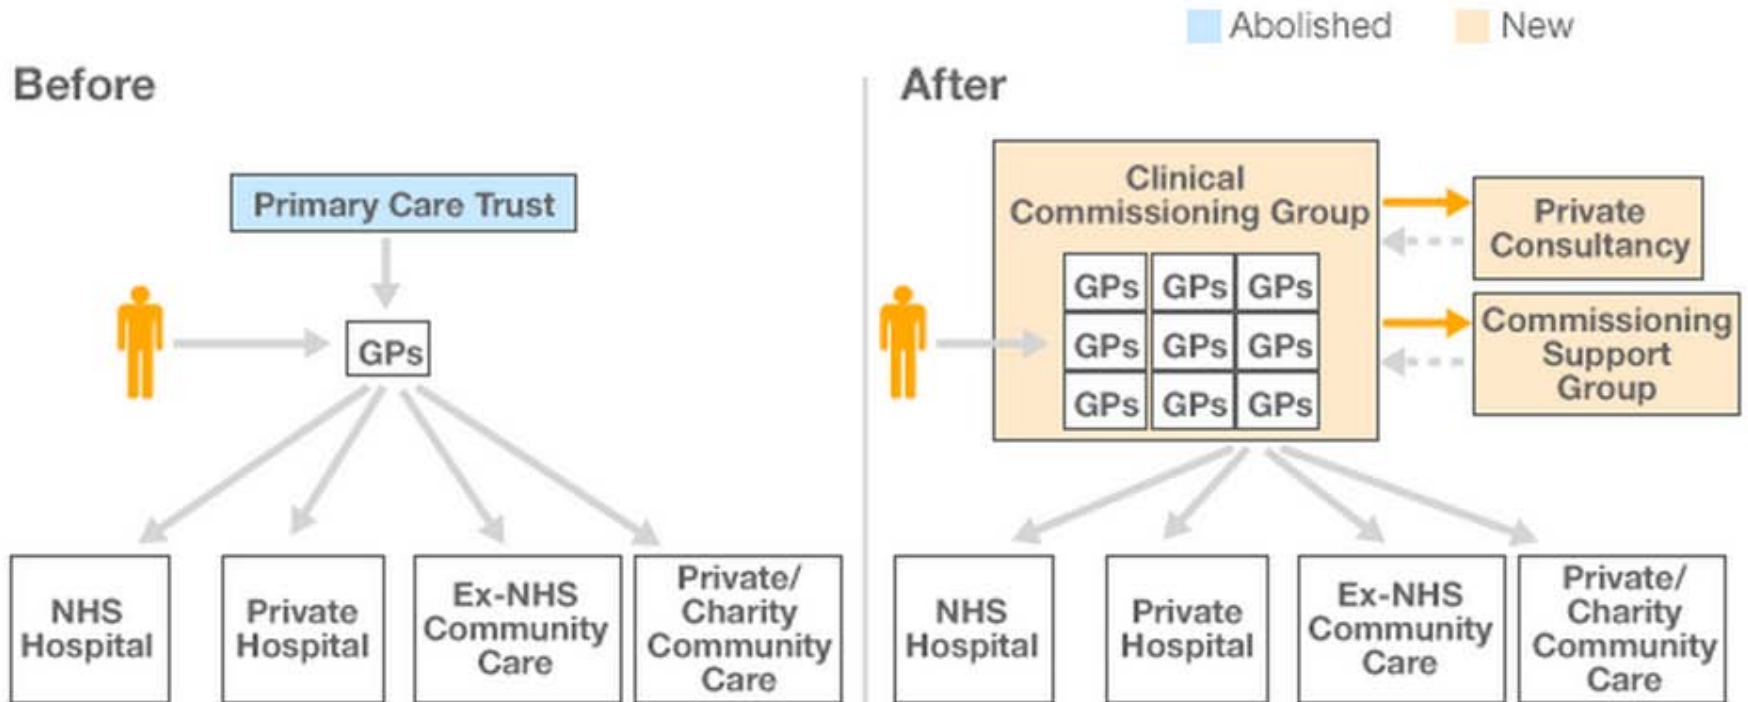 Abolished
New
Before
After
Primary Care Trust
GPs
NHS
Hospital
Private
Hospital
Ex-NHS
Community
Care
Private/
Charity
Community
Care
Clinical
Commissioning Group
GPs GPs GPs
GPs GPs GPs
GPs GPs GPs
Private
Consultancy
Commissioning
Support
Group
NHS
Hospital
Private
Hospital
Ex-NHS
Community
Care
Private/
Charity
Community
Care